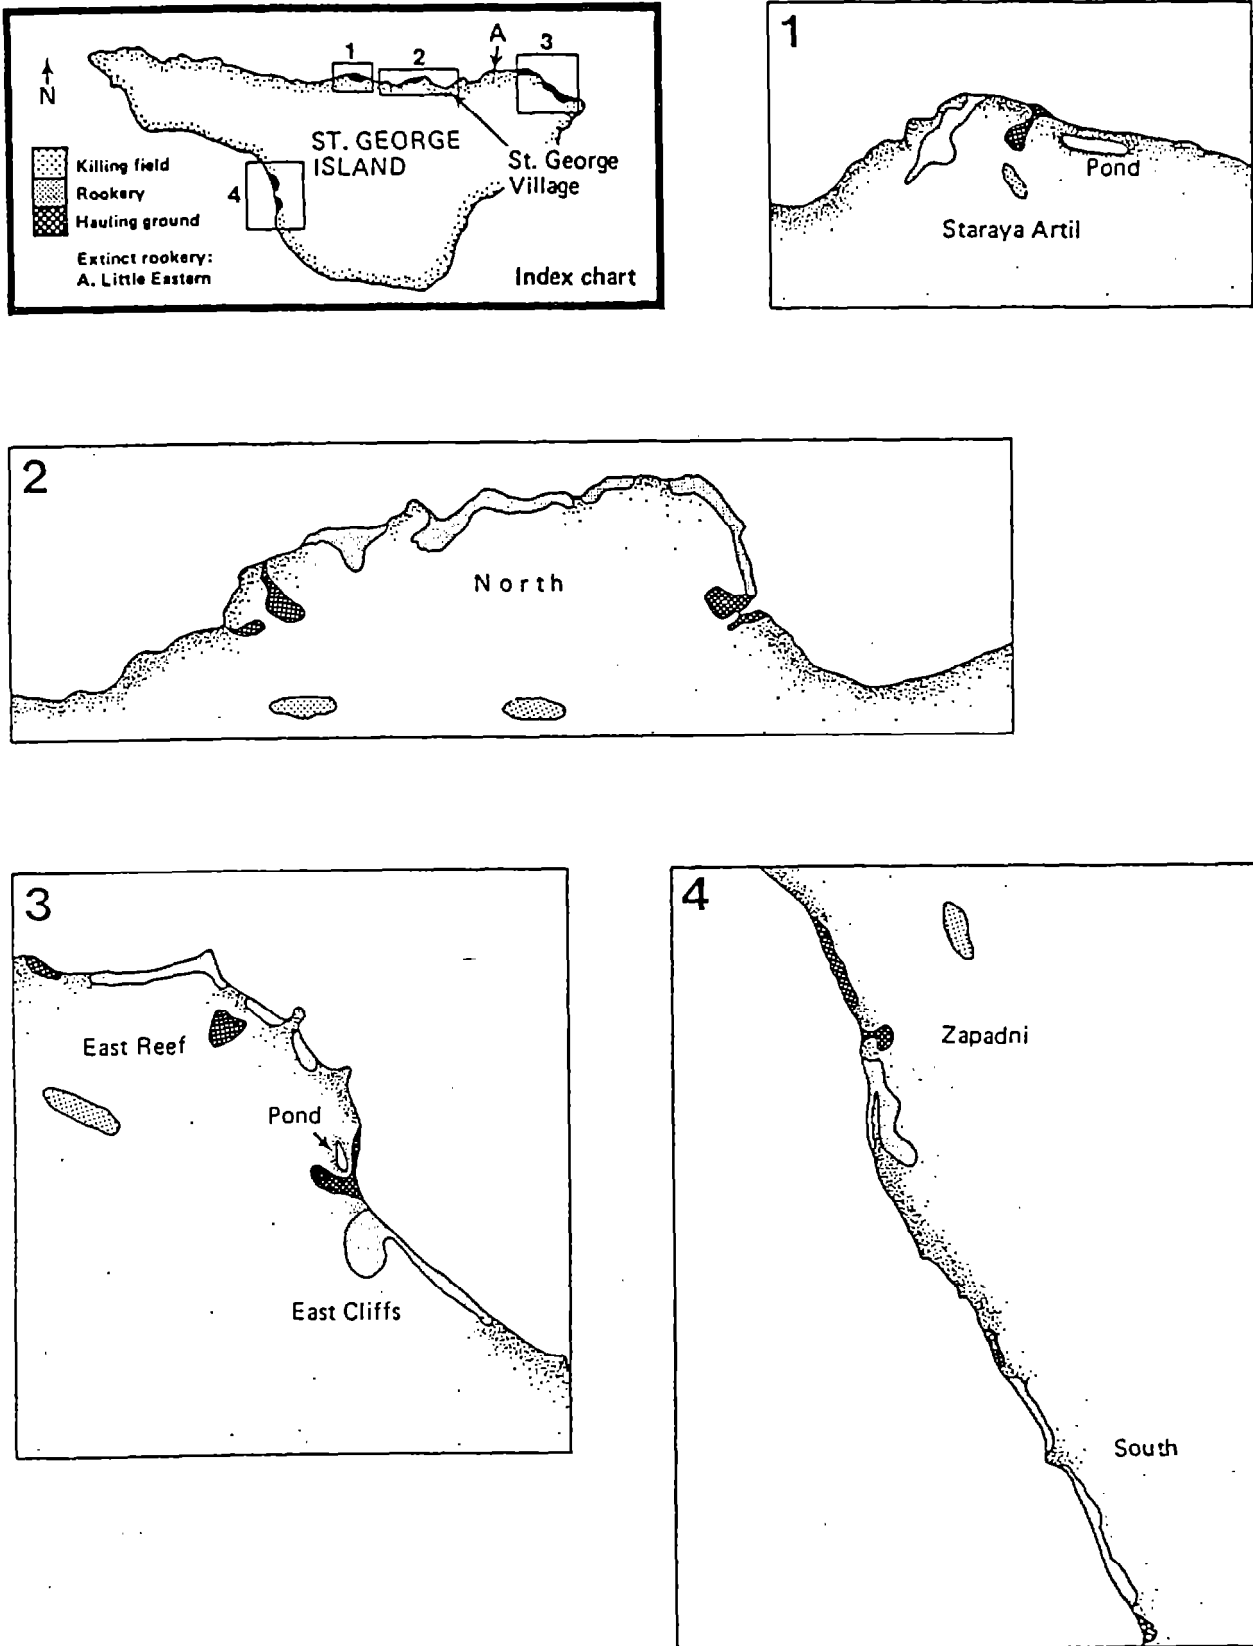 A
1
2
3
N
ST. GEORGE
ISLAND
St. George
Village
4
Killing field
Rookery
Hauling ground
Extinct rookery:
A. Little Eastern
Index chart
1
Pond
Staraya Artil
2
North
3
East Reef
Pond
East Cliffs
4
Zapadni
South